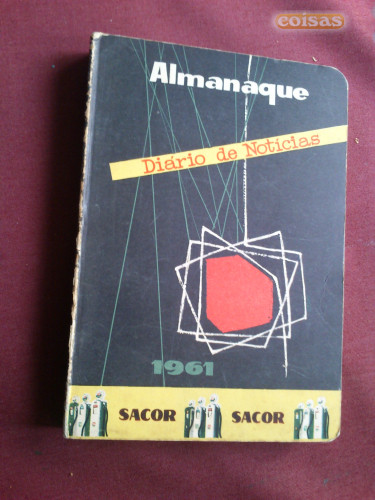 coisas
Almanaque
Diário de Notícias
1961
SACOR SACOR